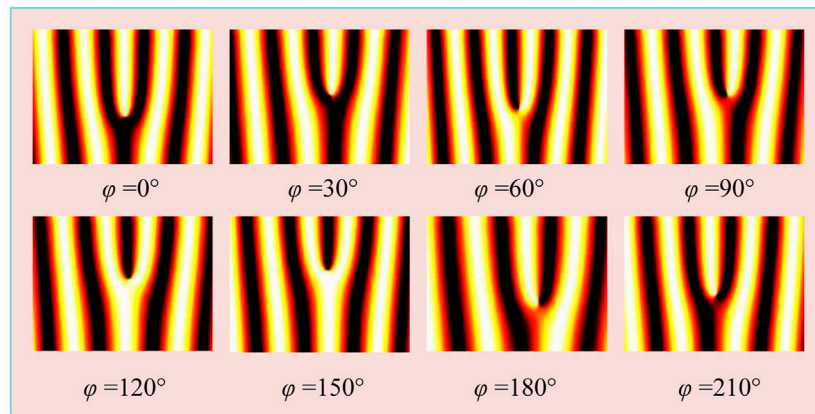 φ =0° φ =30° φ =60° φ =90°
φ =120° φ =150° φ =180° φ =210°